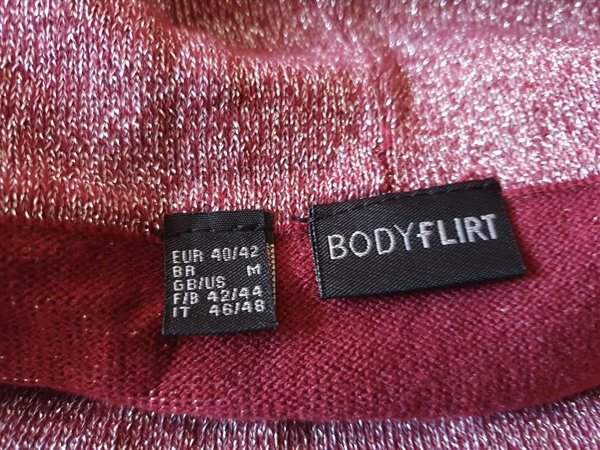 EUR 40/42
BR M
GB/US
F/B 42/44
IT 46/48
BODYFLIRT